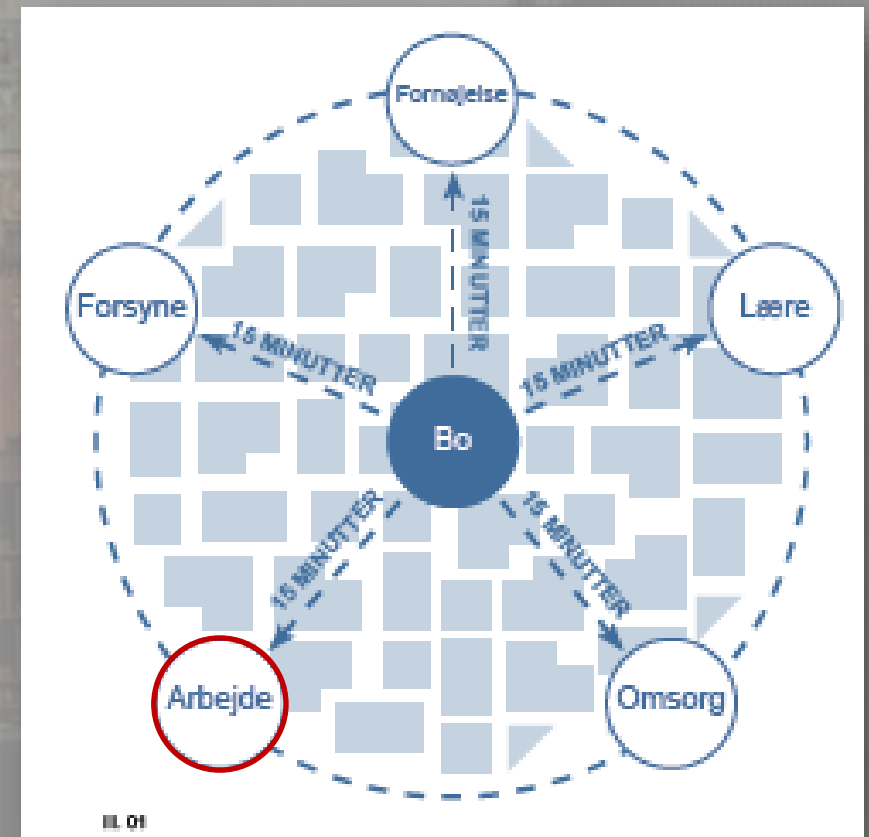 Fornøjelse
15 MINUTTER
Forsyne
Lære
15 MINUTTER
15 MINUTTER
Bo
15 MINUTTER
15 MINUTTER
Arbejde
Omsorg
Ill. 01